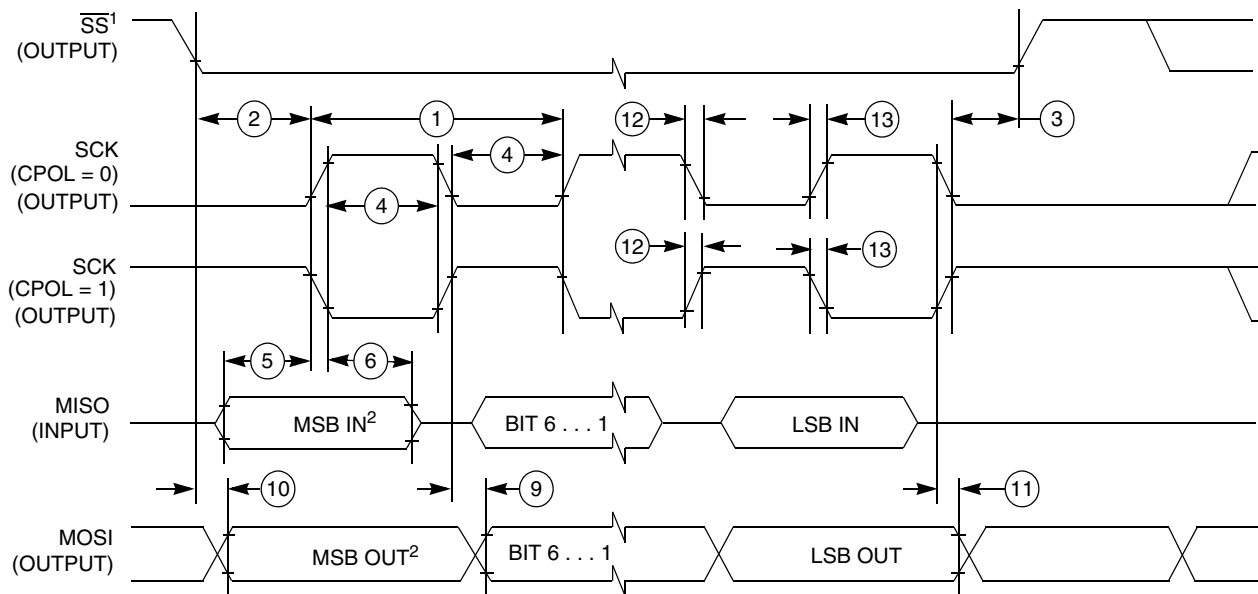 SS¹
(OUTPUT)
2
1
12
13
3
SCK
(CPOL = 0)
(OUTPUT)
4
4
12
13
SCK
(CPOL = 1)
(OUTPUT)
5
6
MISO
(INPUT)
MSB IN²
BIT 6 . . . 1
LSB IN
10
9
11
MOSI
(OUTPUT)
MSB OUT²
BIT 6 . . . 1
LSB OUT